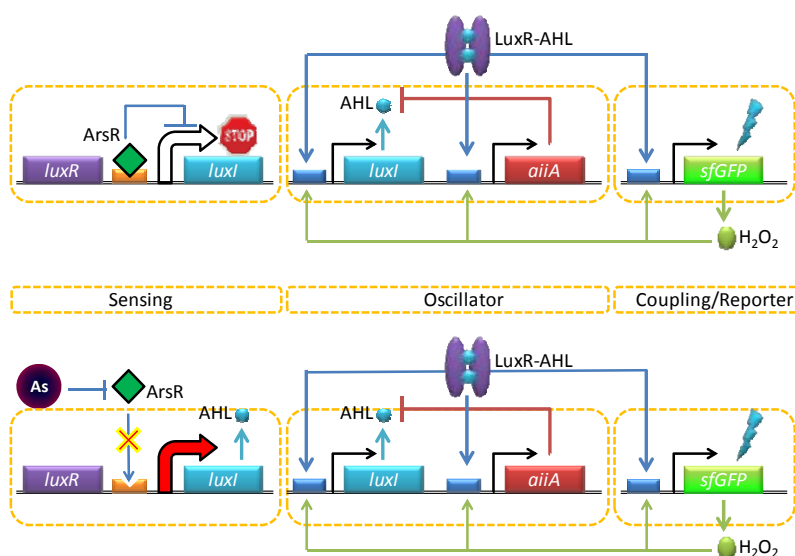 LuxR-AHL
ArsR
STOP
AHL
luxR
luxI
luxI
aiiA
sfGFP
H2O2
Sensing
Oscillator
Coupling/Reporter
As
ArsR
LuxR-AHL
AHL
AHL
luxR
luxI
luxI
aiiA
sfGFP
H2O2